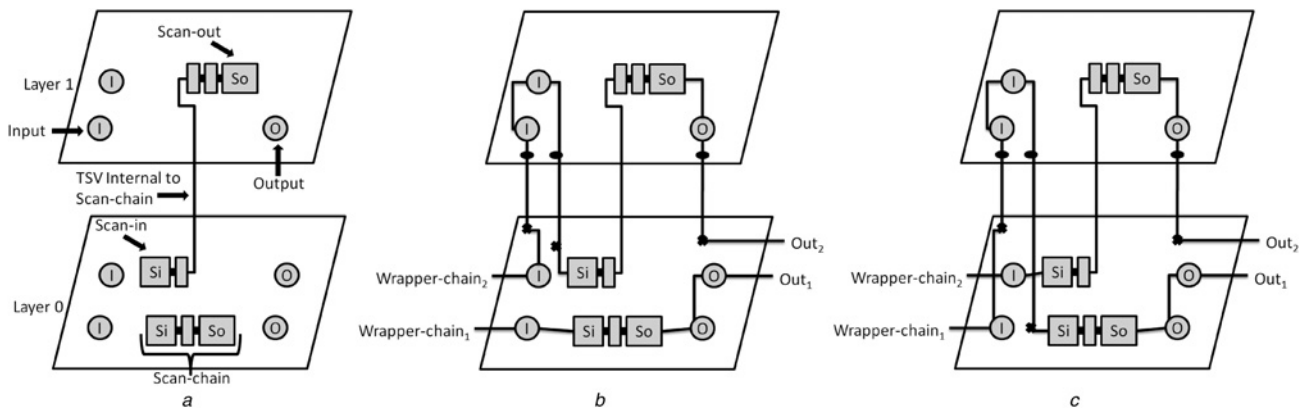 Scan-out
Layer 1
I
So
Input
I
O
TSV Internal to
Scan-chain
Output
Scan-in
Layer 0
I
Si
O
I
Si
So
O
Scan-chain
a
I
So
I
O
Out₂
Wrapper-chain₂
I
Si
O
Out₁
Wrapper-chain₁
I
Si
So
O
b
I
So
I
O
Out₂
Wrapper-chain₂
I
Si
O
Out₁
Wrapper-chain₁
I
Si
So
O
c